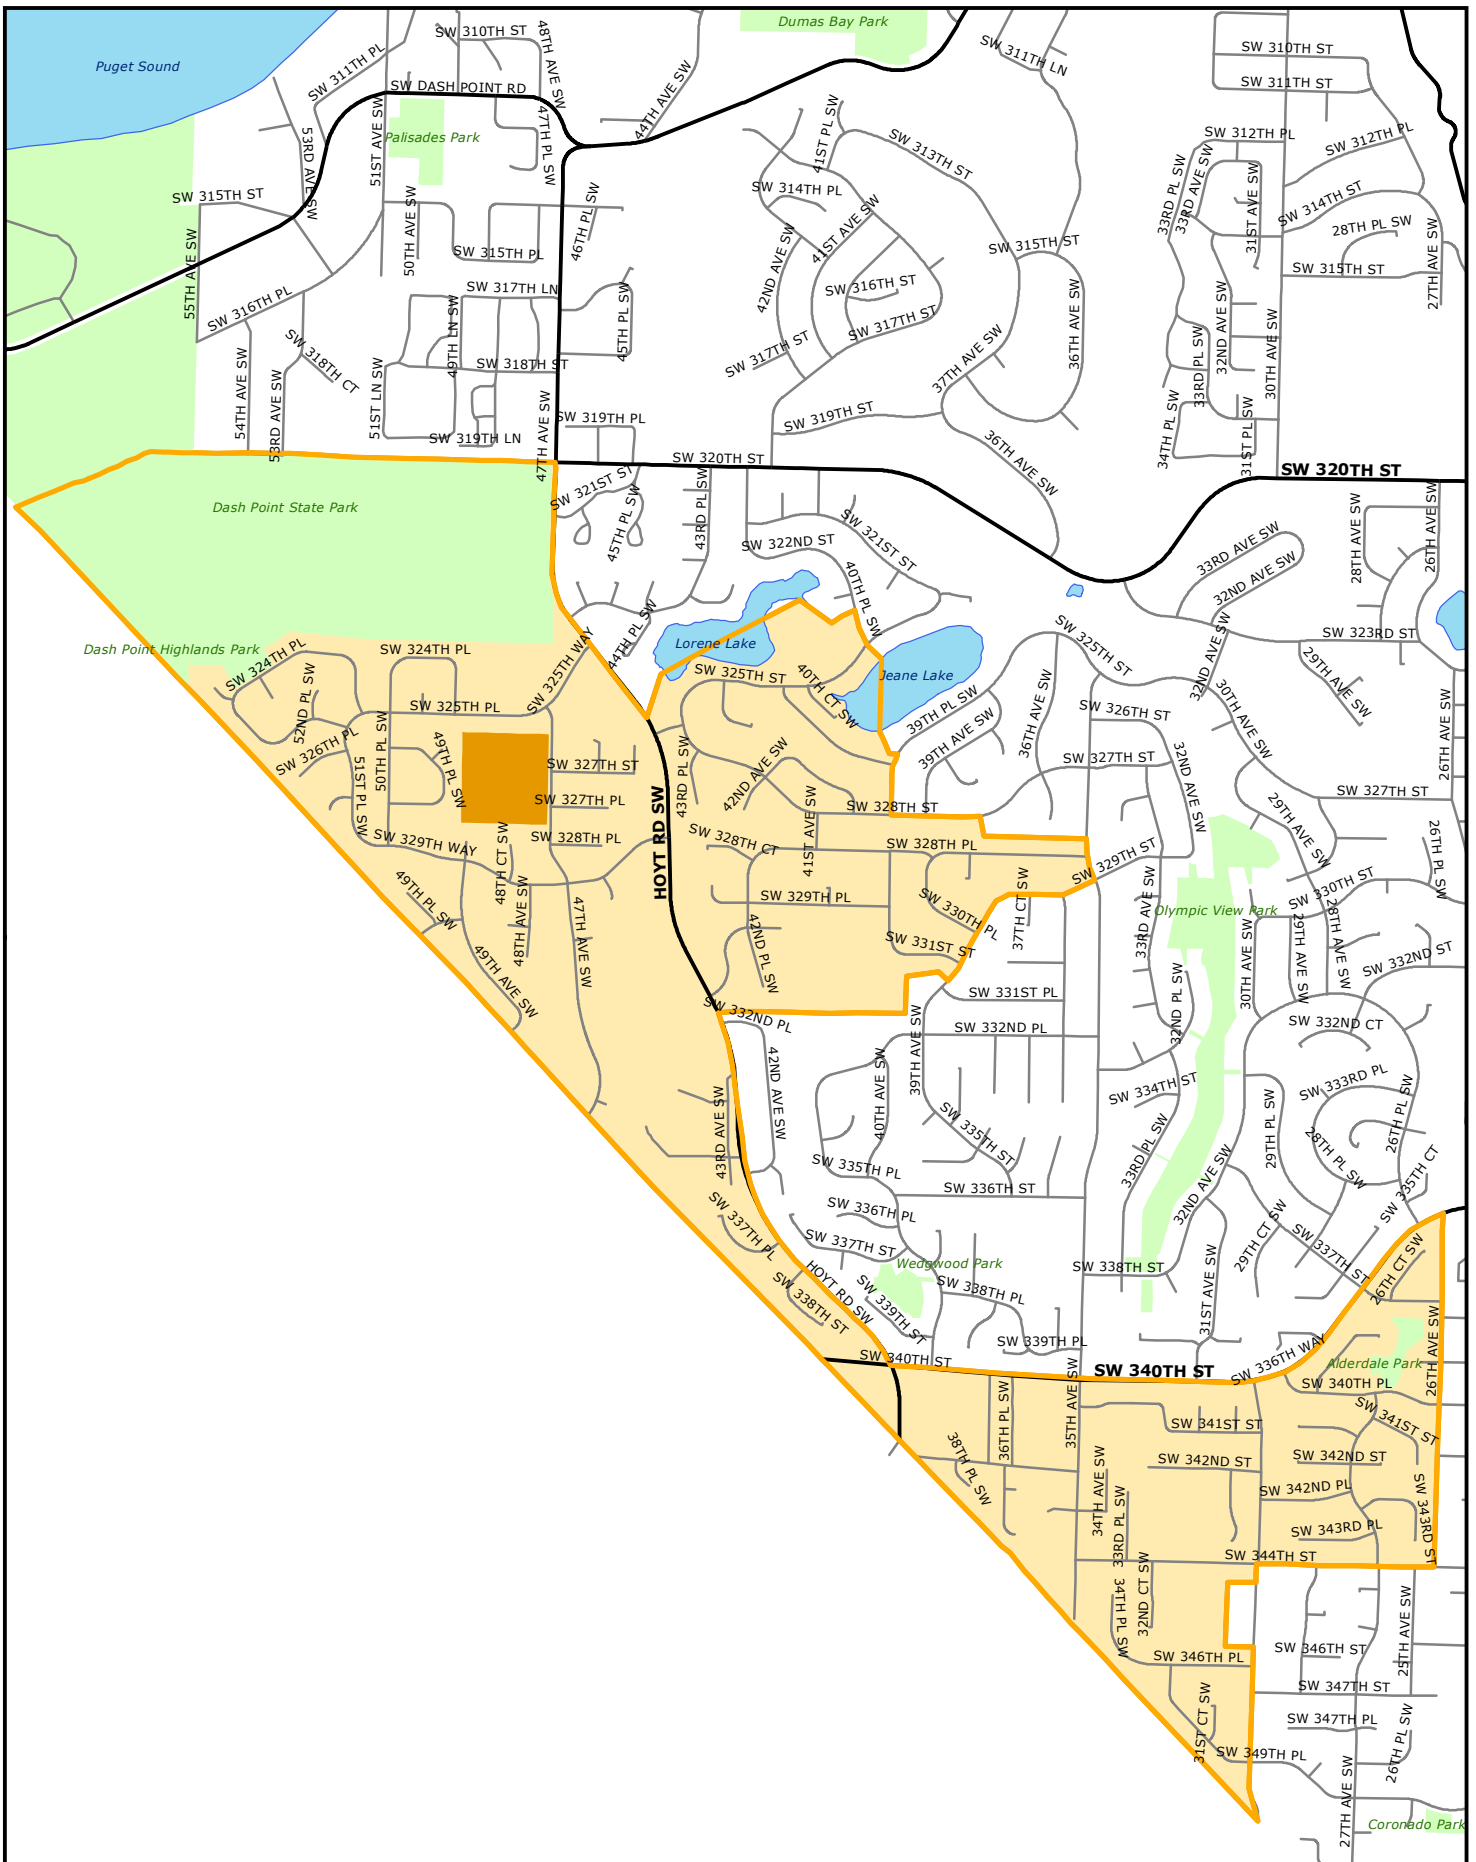 Dumas Bay Park
SW 310TH ST
48TH AVE SW
SW 311TH LN
SW 310TH ST
SW 311TH PL
Puget Sound
44TH AVE SW
SW DASH POINT RD
SW 311TH ST
47TH PL SW
41ST PL SW
51ST AVE SW
Palisades Park
53RD AVE SW
SW 313TH ST
SW 312TH PL
SW 312TH PL
33RD PL SW
33RD AVE SW
31ST AVE SW
SW 314TH ST
SW 315TH ST
SW 314TH PL
46TH PL SW
50TH AVE SW
41ST AVE SW
42ND AVE SW
SW 315TH ST
28TH PL SW
27TH AVE SW
SW 315TH PL
55TH AVE SW
SW 315TH ST
SW 316TH ST
SW 317TH LN
SW 316TH PL
36TH AVE SW
32ND AVE SW
SW 317TH ST
45TH PL SW
49TH LN SW
SW 317TH ST
30TH AVE SW
33RD PL SW
SW 318TH CT
SW 318TH ST
37TH AVE SW
54TH AVE SW
53RD AVE SW
51ST LN SW
47TH AVE SW
SW 319TH PL
SW 319TH ST
SW 319TH LN
34TH PL SW
31ST PL SW
36TH AVE SW
SW 320TH ST
SW 320TH ST
SW 321ST ST
Dash Point State Park
45TH PL SW
43RD PL SW
SW 322ND ST
SW 321ST ST
33RD AVE SW
32ND AVE SW
28TH AVE SW
26TH AVE SW
40TH PL SW
SW 325TH WAY
44TH PL SW
Lorene Lake
SW 325TH ST
SW 323RD ST
Dash Point Highlands Park
SW 324TH PL
SW 324TH PL
SW 325TH ST
40TH CT SW
Jeane Lake
32ND AVE SW
29TH AVE SW
52ND PL SW
SW 325TH PL
39TH PL SW
36TH AVE SW
SW 326TH ST
30TH AVE SW
26TH AVE SW
SW 326TH PL
50TH PL SW
51ST PL SW
49TH PL SW
39TH AVE SW
SW 327TH ST
SW 327TH ST
32ND AVE SW
43RD PL SW
42ND AVE SW
SW 327TH PL
HOYT RD SW
SW 328TH ST
SW 327TH ST
29TH AVE SW
41ST AVE SW
SW 329TH WAY
SW 328TH PL
SW 328TH CT
SW 328TH PL
SW 329TH ST
26TH PL SW
48TH CT SW
49TH PL SW
48TH AVE SW
47TH AVE SW
SW 329TH PL
SW 330TH PL
37TH CT SW
33RD AVE SW
Olympic View Park
SW 330TH ST
29TH AVE SW
28TH AVE SW
30TH AVE SW
42ND PL SW
SW 331ST ST
SW 332ND ST
49TH AVE SW
SW 331ST PL
32ND PL SW
SW 332ND PL
SW 332ND PL
SW 332ND CT
39TH AVE SW
42ND AVE SW
40TH AVE SW
SW 334TH ST
SW 333RD PL
26TH PL SW
43RD AVE SW
SW 335TH ST
33RD PL SW
29TH PL SW
28TH PL SW
SW 335TH PL
SW 336TH ST
32ND AVE SW
SW 335TH CT
SW 337TH PL
SW 336TH PL
29TH CT SW
SW 337TH ST
SW 337TH ST
Wedgwood Park
SW 338TH ST
26TH CT SW
HOYT RD SW
SW 338TH ST
SW 339TH ST
SW 338TH PL
31ST AVE SW
SW 339TH PL
SW 340TH ST
SW 340TH ST
SW 336TH WAY
Alderdale Park
26TH AVE SW
SW 340TH PL
36TH PL SW
35TH AVE SW
SW 341ST ST
SW 341ST ST
38TH PL SW
SW 342ND ST
SW 342ND ST
34TH AVE SW
33RD PL SW
SW 342ND PL
SW 343RD ST
SW 343RD PL
SW 344TH ST
34TH PL SW
32ND CT SW
25TH AVE SW
SW 346TH ST
SW 346TH PL
SW 347TH ST
31ST CT SW
SW 347TH PL
26TH PL SW
SW 349TH PL
27TH AVE SW
Coronado Park